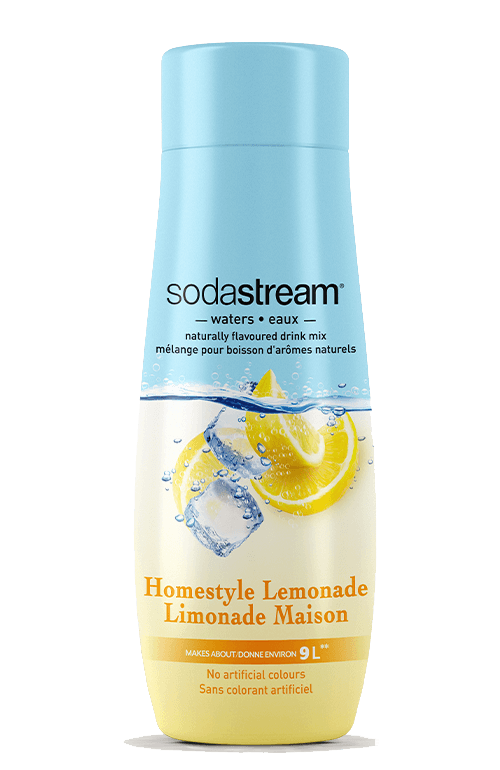 sodastream®
— waters • eaux —
naturally flavoured drink mix
mélange pour boisson d'arômes naturels
Homestyle Lemonade
Limonade Maison
MAKES ABOUT/DONNE ENVIRON 9 L**
No artificial colours
Sans colorant artificiel